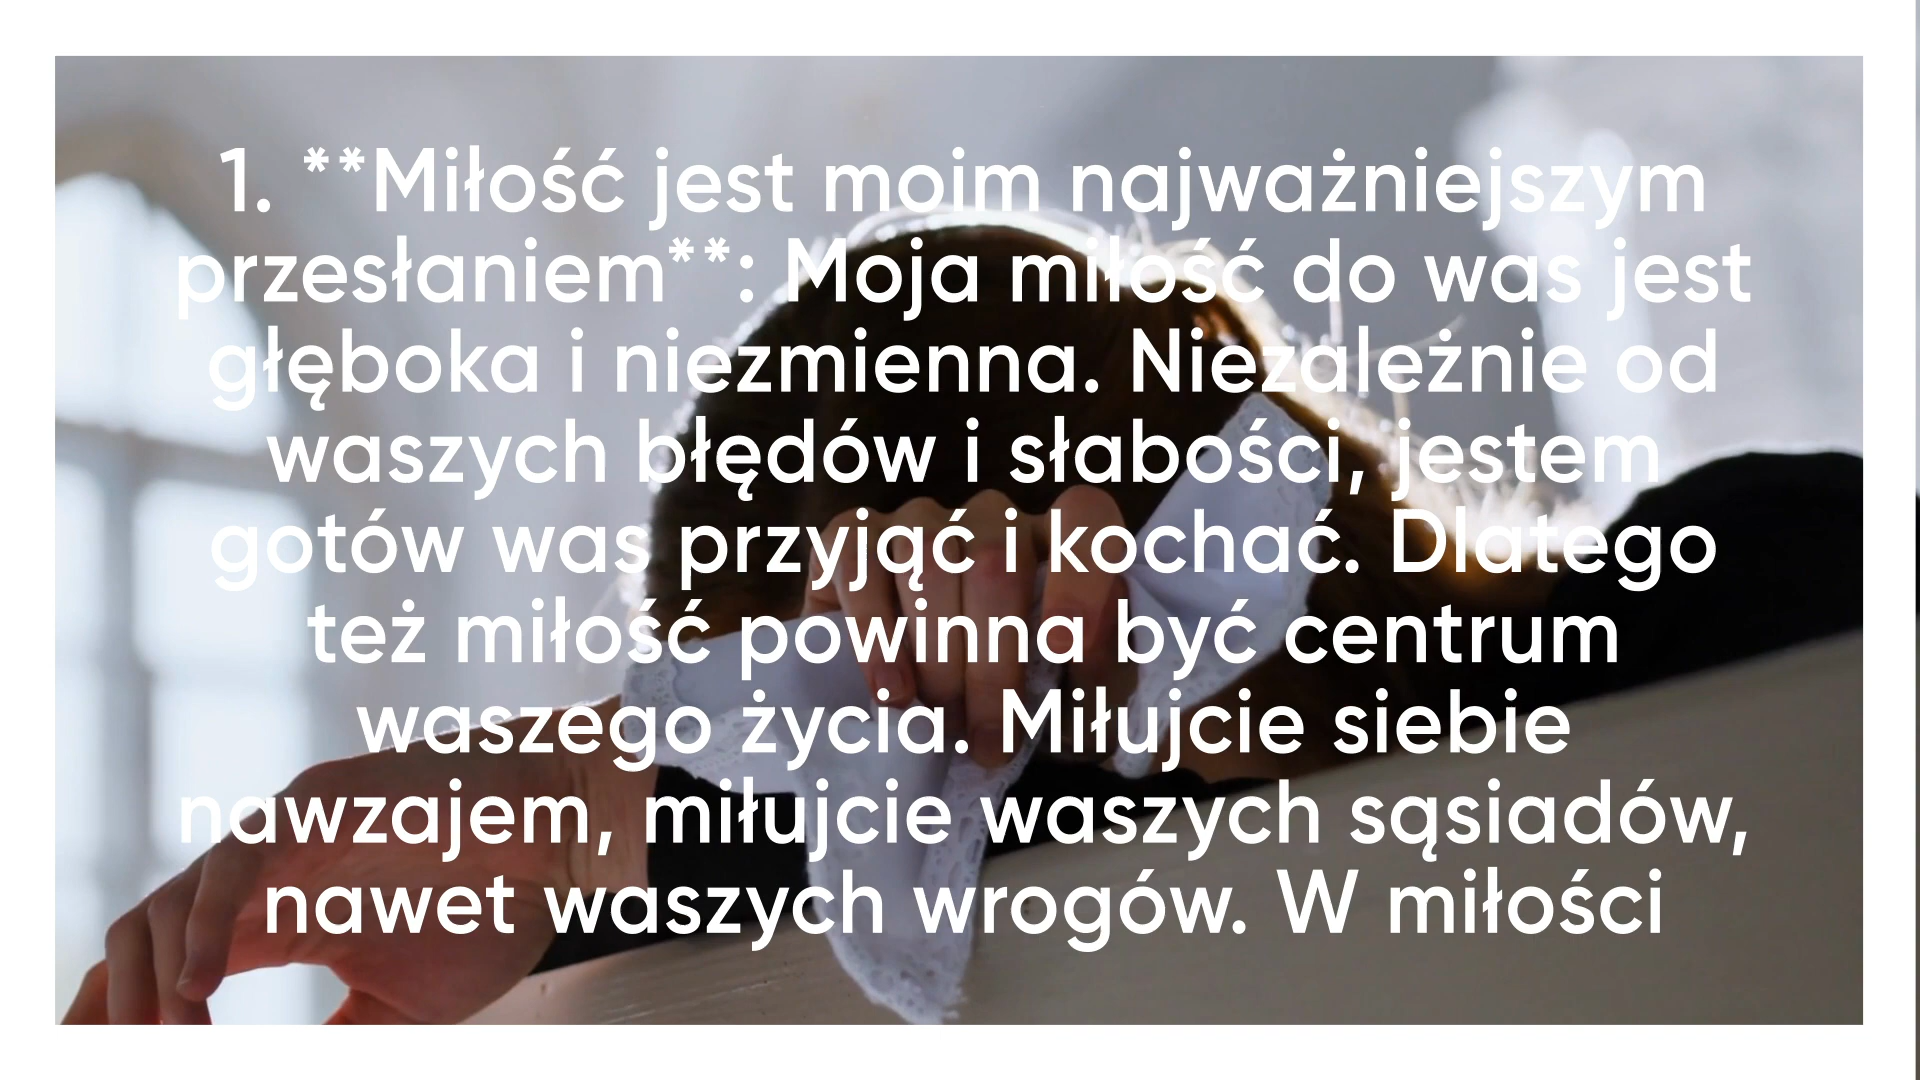 1. **Miłość jest moim najważniejszym
przesłaniem**: Moja miłość do was jest
głęboka i niezmienna. Niezależnie od
waszych błędów i słabości, jestem
gotów was przyjąć i kochać. Dlatego
też miłość powinna być centrum
waszego życia. Miłujcie siebie
nawzajem, miłujcie waszych sąsiadów,
nawet waszych wrogów. W miłości